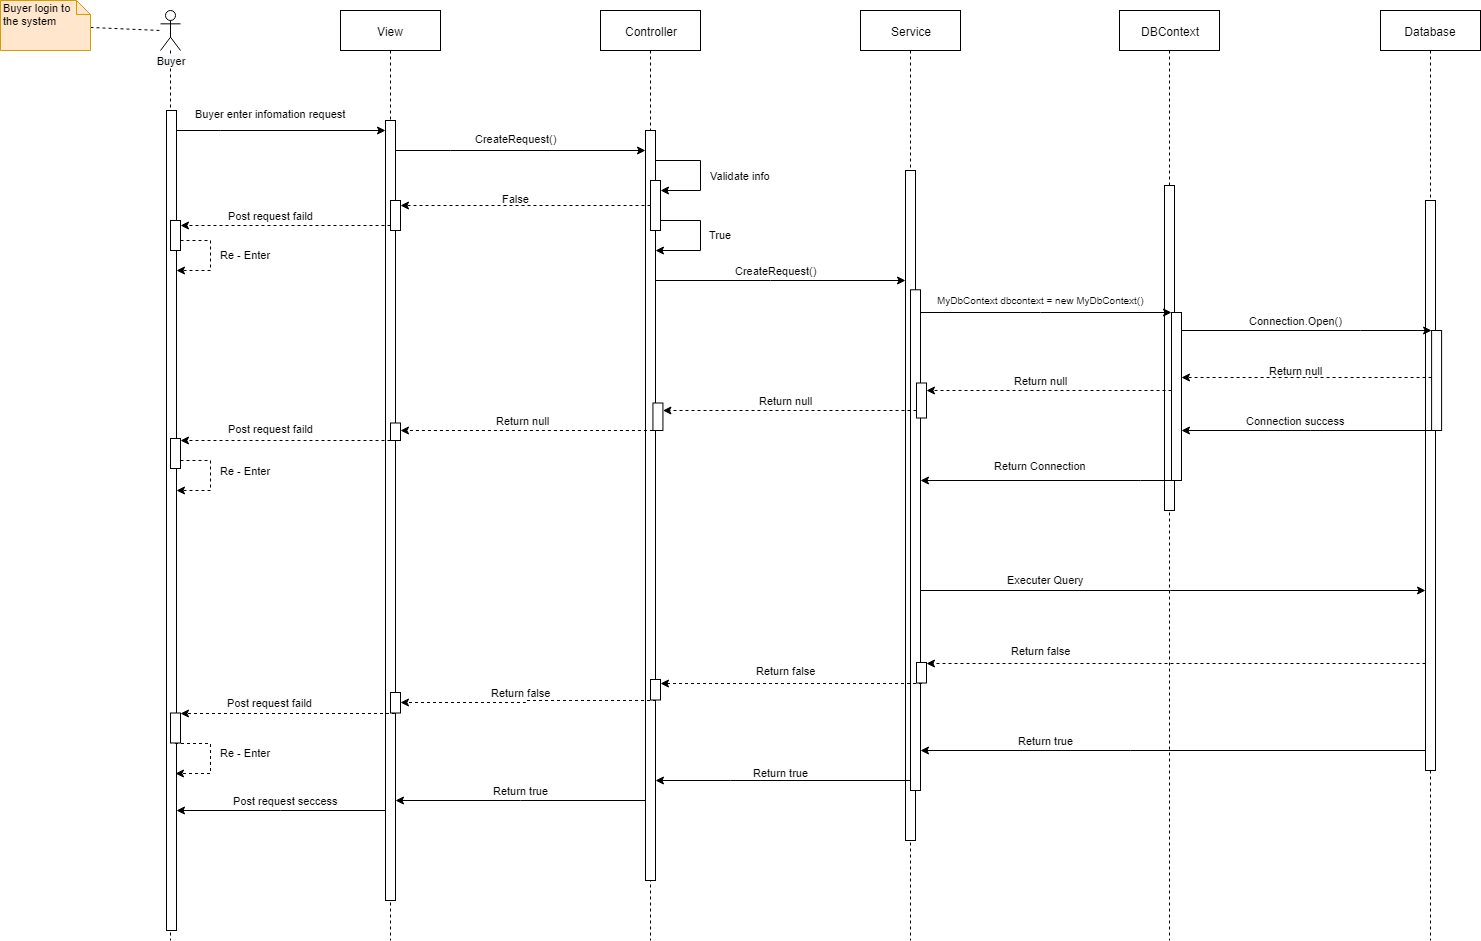 Buyer login to
the system
Buyer
View
Controller
Service
DBContext
Database
Buyer enter infomation request
CreateRequest()
Validate info
False
Post request faild
True
Re - Enter
CreateRequest()
MyDbContext dbcontext = new MyDbContext()
Connection.Open()
Return null
Return null
Return null
Return null
Post request faild
Connection success
Return Connection
Re - Enter
Executer Query
Return false
Return false
Return false
Post request faild
Return true
Re - Enter
Return true
Return true
Post request seccess